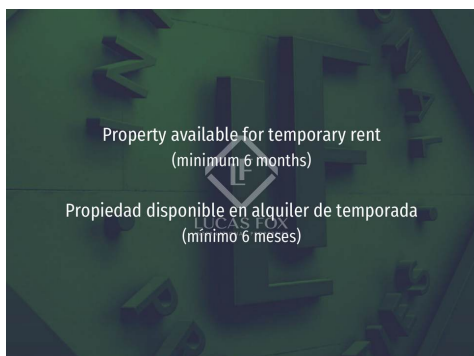 Property available for temporary rent
(minimum 6 months)
LF
Propiedad disponible en alquiler de temporada
LUCAS FOX
(mínimo 6 meses)